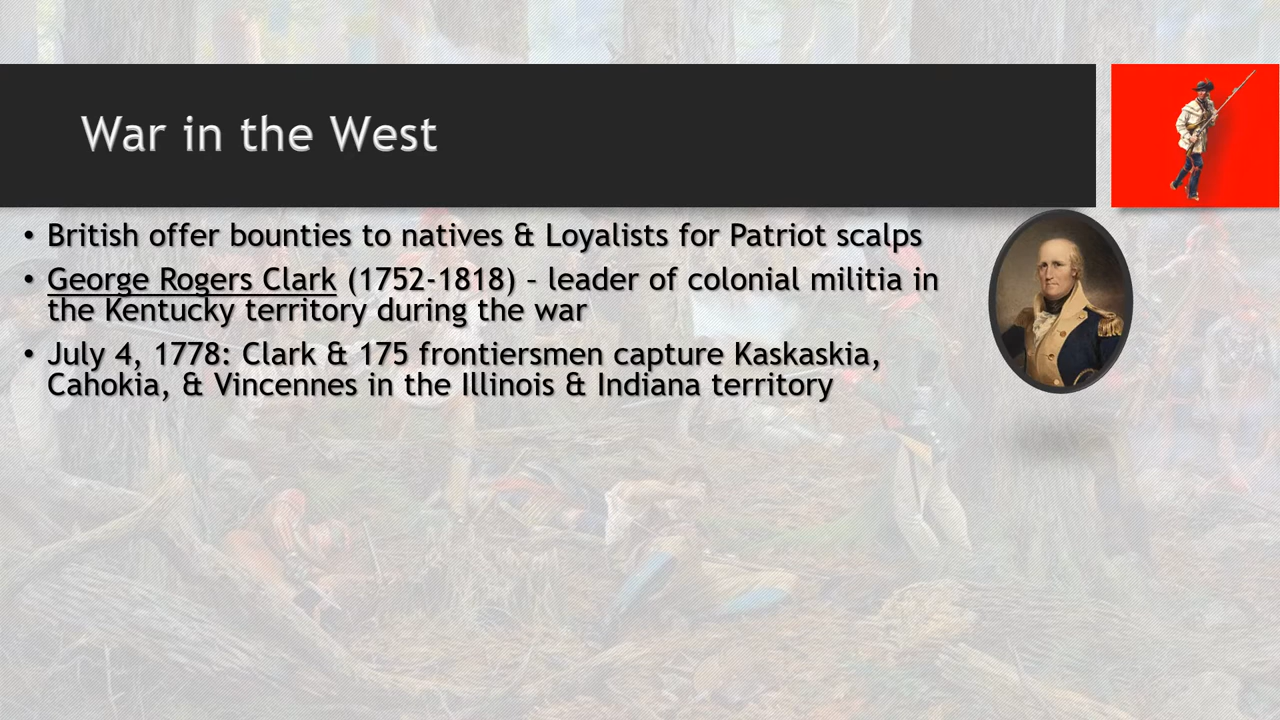 War in the West
• British offer bounties to natives & Loyalists for Patriot scalps
• George Rogers Clark (1752-1818) – leader of colonial militia in
the Kentucky territory during the war
• July 4, 1778: Clark & 175 frontiersmen capture Kaskaskia,
Cahokia, & Vincennes in the Illinois & Indiana territory